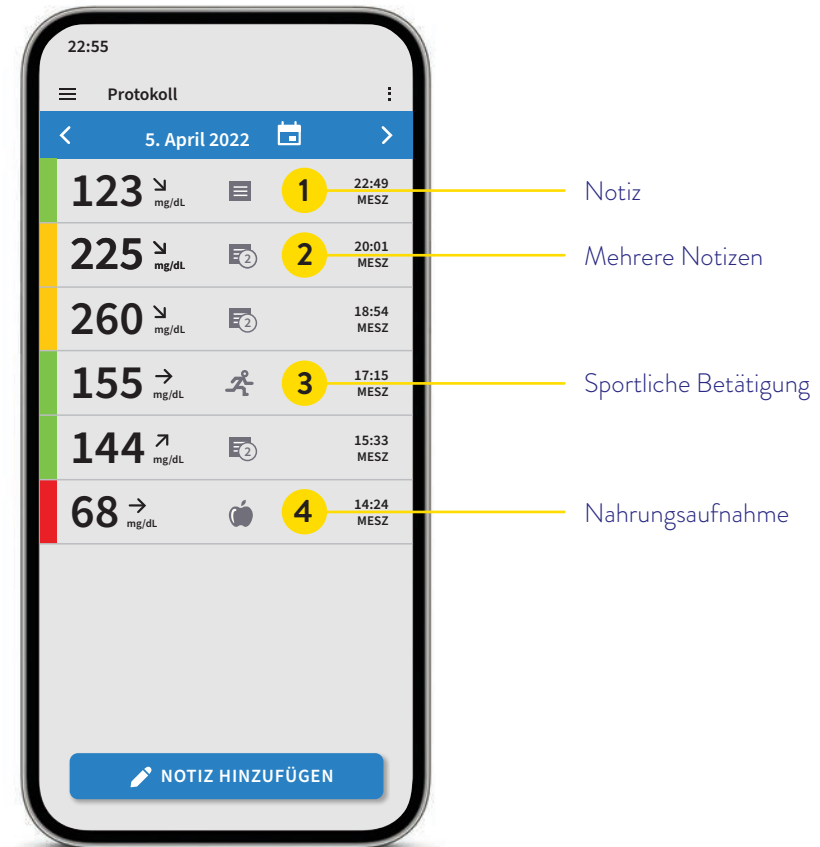 22:55
Protokoll
5. April 2022
123 mg/dL 1 22:49 MESZ Notiz
225 mg/dL 2 2 20:01 MESZ Mehrere Notizen
260 mg/dL 2 18:54 MESZ
155 mg/dL 3 17:15 MESZ Sportliche Betätigung
144 mg/dL 2 15:33 MESZ
68 mg/dL 4 14:24 MESZ Nahrungsaufnahme
NOTIZ HINZUFÜGEN